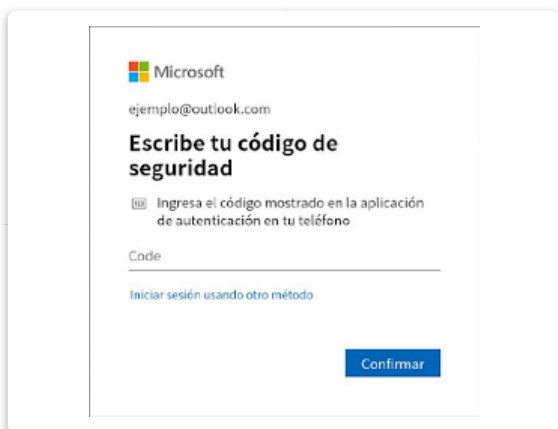 Microsoft
ejemplo@outlook.com
Escribe tu código de
seguridad
123 Ingresa el código mostrado en la aplicación
de autenticación en tu teléfono
Code
Iniciar sesión usando otro método
Confirmar